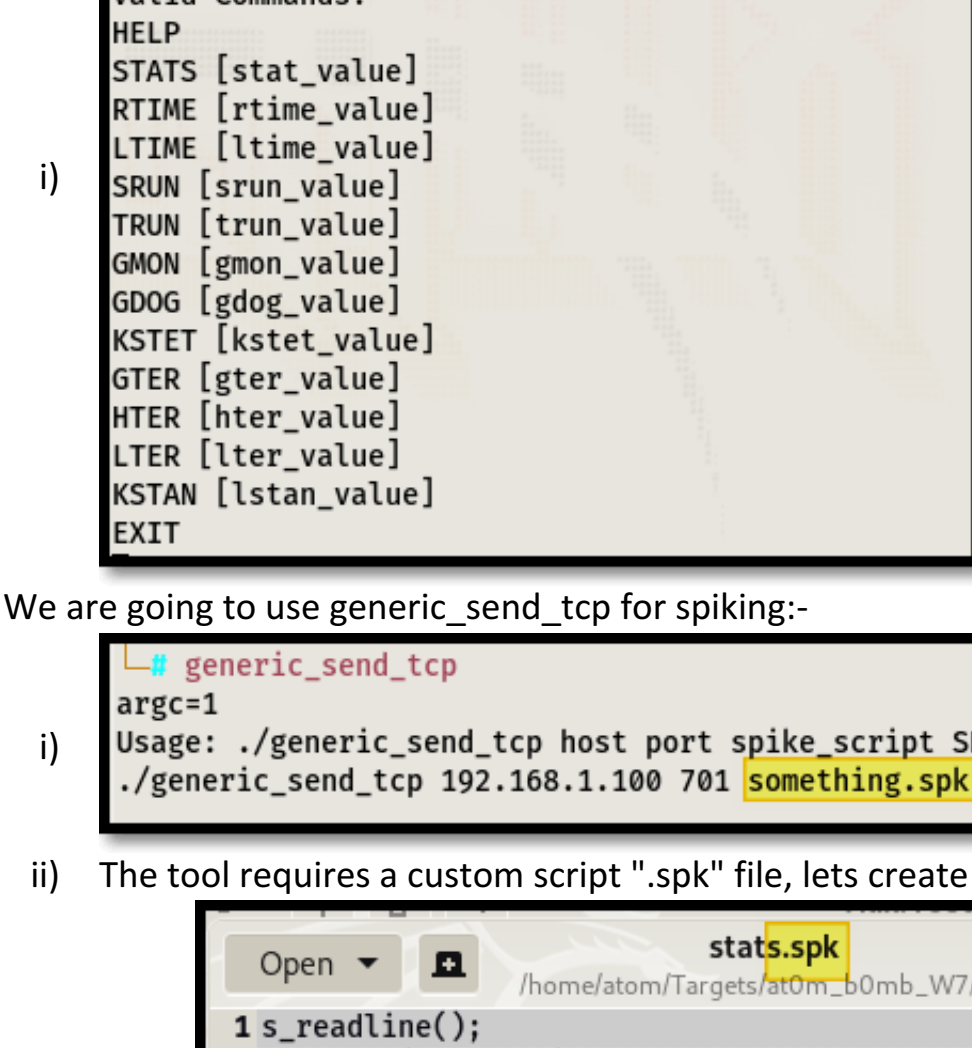 Valid Commands:
HELP
STATS [stat_value]
RTIME [rtime_value]
LTIME [ltime_value]
i)
SRUN [srun_value]
TRUN [trun_value]
GMON [gmon_value]
GDOG [gdog_value]
KSTET [kstet_value]
GTER [gter_value]
HTER [hter_value]
LTER [lter_value]
KSTAN [lstan_value]
EXIT
We are going to use generic_send_tcp for spiking:-
# generic_send_tcp
argc=1
i)
Usage: ./generic_send_tcp host port spike_script
./generic_send_tcp 192.168.1.100 701 something.spk
ii) The tool requires a custom script ".spk" file, lets create
stats.spk
Open
/home/atom/Targets/at0m_b0mb_W7/
1 s_readline();